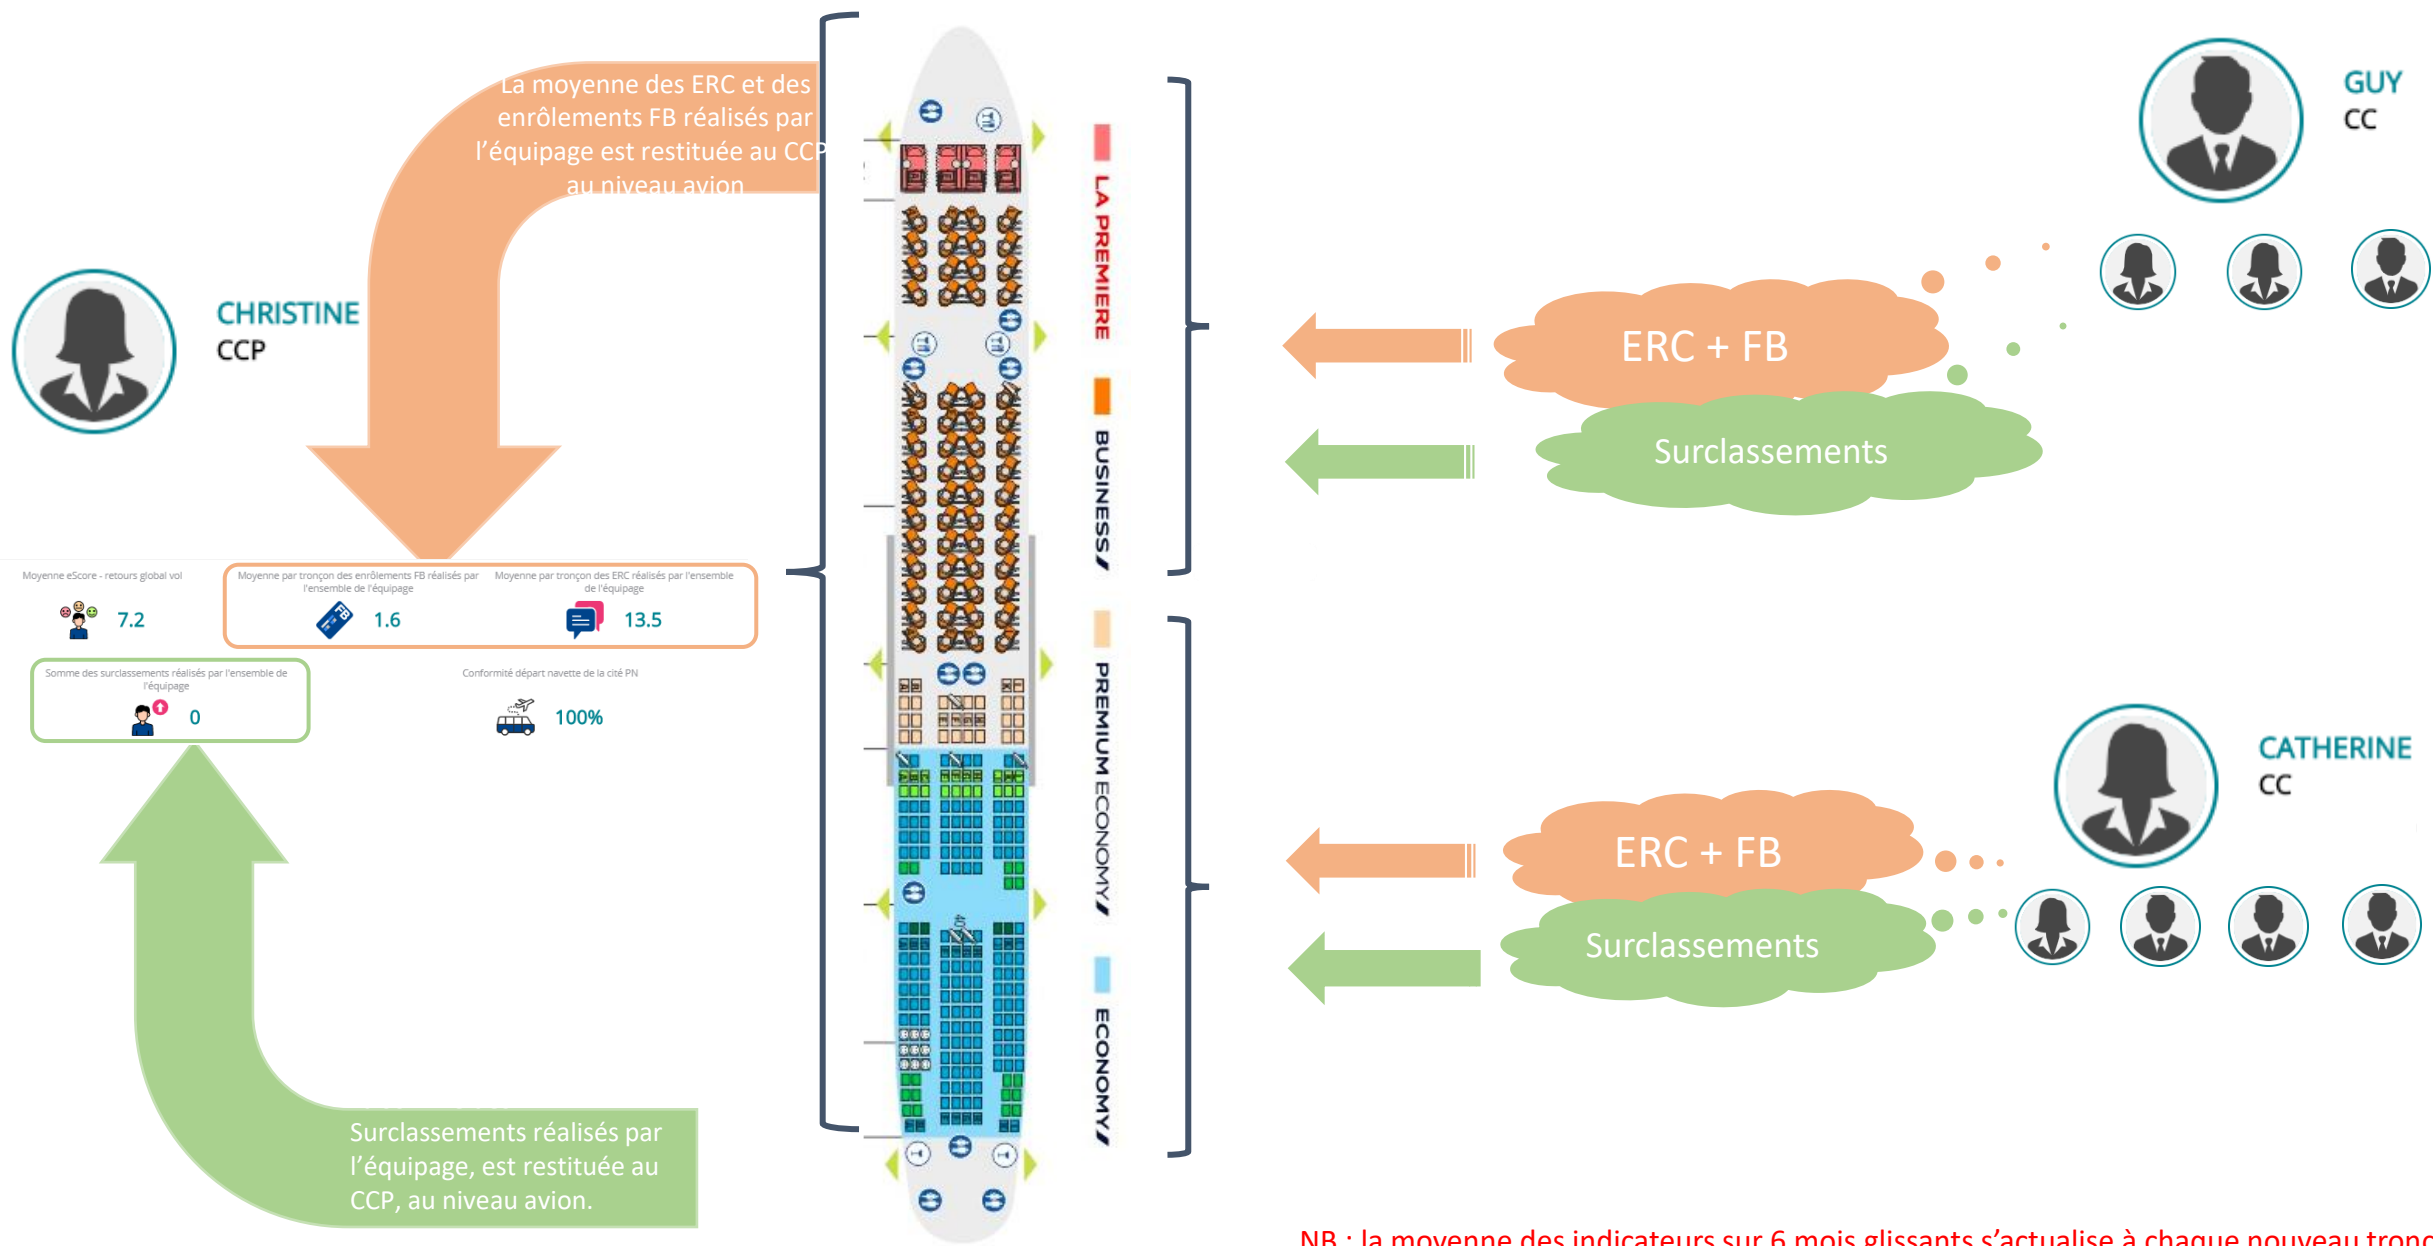 La moyenne des ERC et des
enrôlements FB réalisés par
l'équipage est restituée au CCP
au niveau avion
CHRISTINE
CCP
Moyenne eScore - retours global vol
7.2
Moyenne par tronçon des enrôlements FB réalisés par
l'ensemble de l'équipage
FB
1.6
Moyenne par tronçon des ERC réalisés par l'ensemble
de l'équipage
13.5
Somme des surclassements réalisés par l'ensemble de
l'équipage
0
Conformité départ navette de la cité PN
100%
Surclassements réalisés par
l'équipage, est restituée au
CCP, au niveau avion.
LA PREMIERE
BUSINESS
PREMIUM ECONOMY
ECONOMY
40
GUY
CC
ERC + FB
Surclassements
CATHERINE
CC
ERC + FB
Surclassements
NB : la moyenne des indicateurs sur 6 mois glissants s'actualise à chaque nouveau tronç